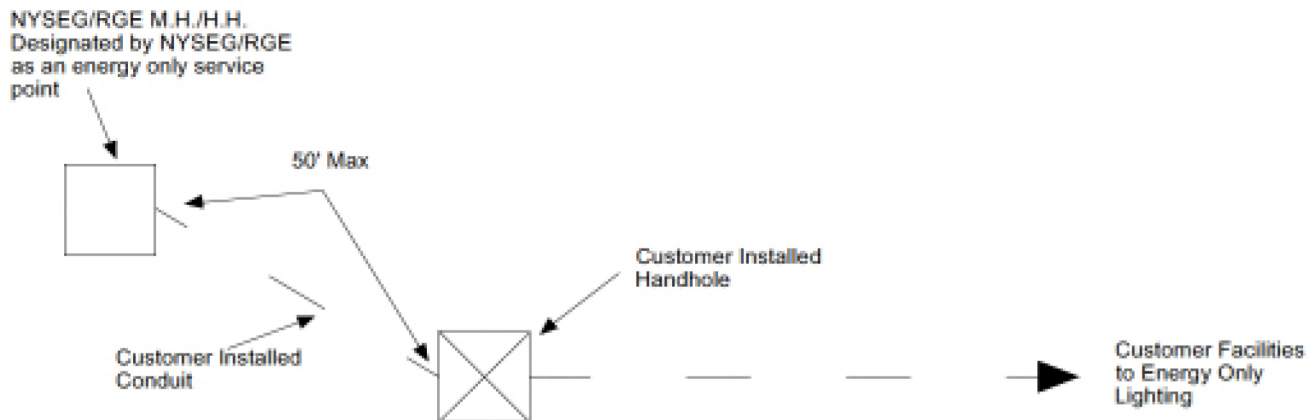 NYSEG/RGE M.H./H.H.
Designated by NYSEG/RGE
as an energy only service
point
50' Max
Customer Installed
Handhole
Customer Installed
Conduit
Customer Facilities
to Energy Only
Lighting